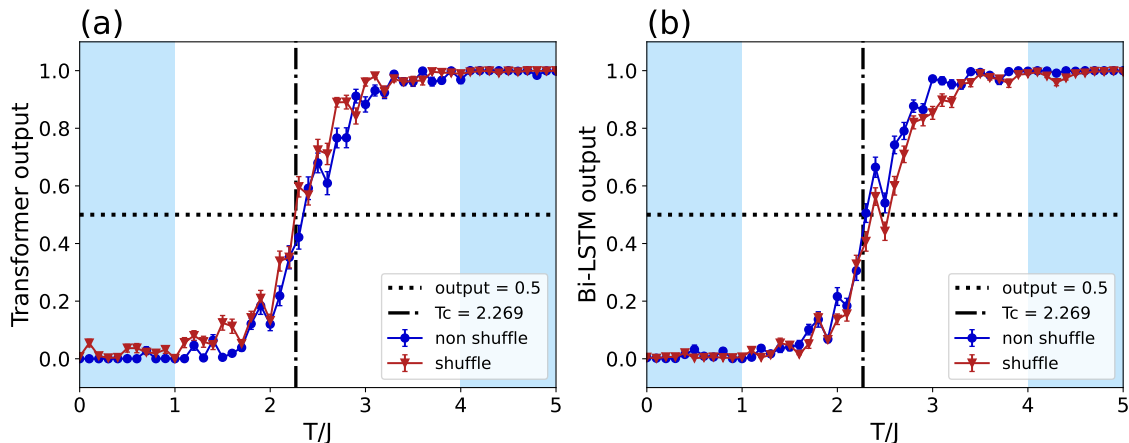 (a)
Transformer output
1.0
0.8
0.6
0.4
0.2
0.0
output = 0.5
Tc = 2.269
non shuffle
shuffle
0 1 2 3 4 5
T/J
(b)
Bi-LSTM output
1.0
0.8
0.6
0.4
0.2
0.0
output = 0.5
Tc = 2.269
non shuffle
shuffle
0 1 2 3 4 5
T/J